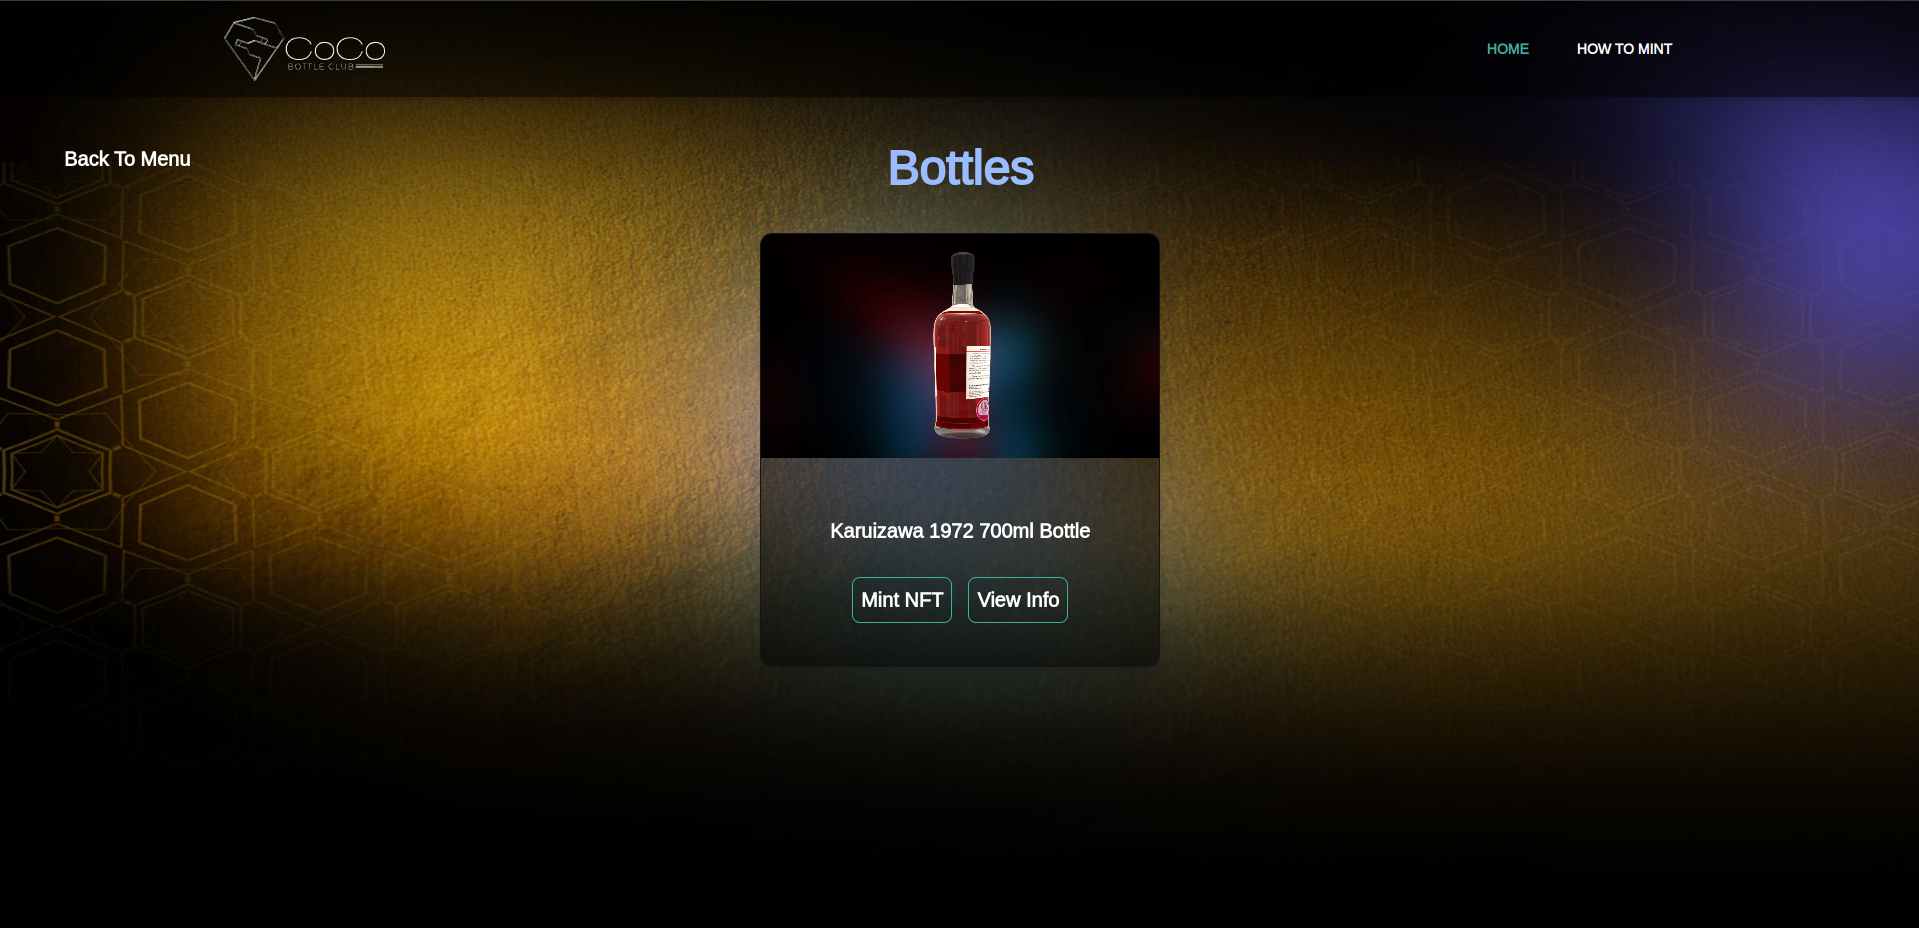 CoCo
BOTTLE CLUB
HOME
HOW TO MINT
Back To Menu
Bottles
Karuizawa 1972 700ml Bottle
Mint NFT
View Info